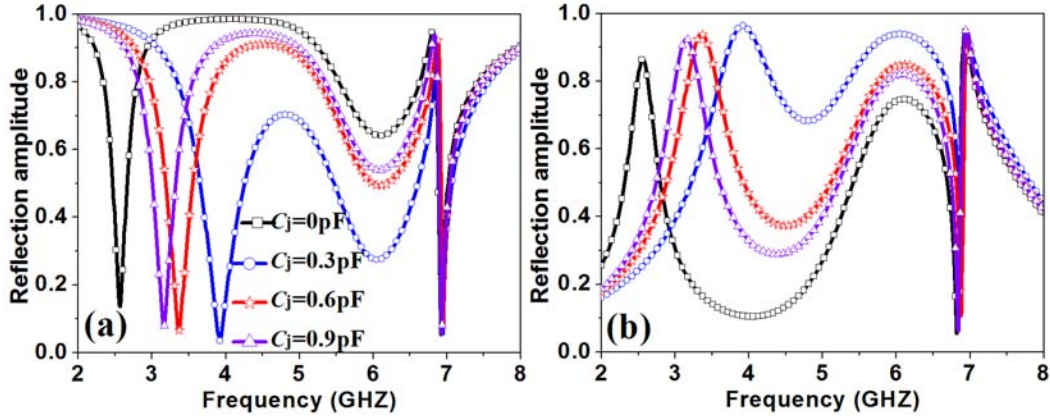 1.0
0.8
0.6
0.4
0.2
0.0
2 3 4 5 6 7 8
Reflection amplitude
Frequency (GHZ)
Cj=0pF
Cj=0.3pF
Cj=0.6pF
Cj=0.9pF
(a)
1.0
0.8
0.6
0.4
0.2
0.0
2 3 4 5 6 7 8
Reflection amplitude
Frequency (GHZ)
(b)